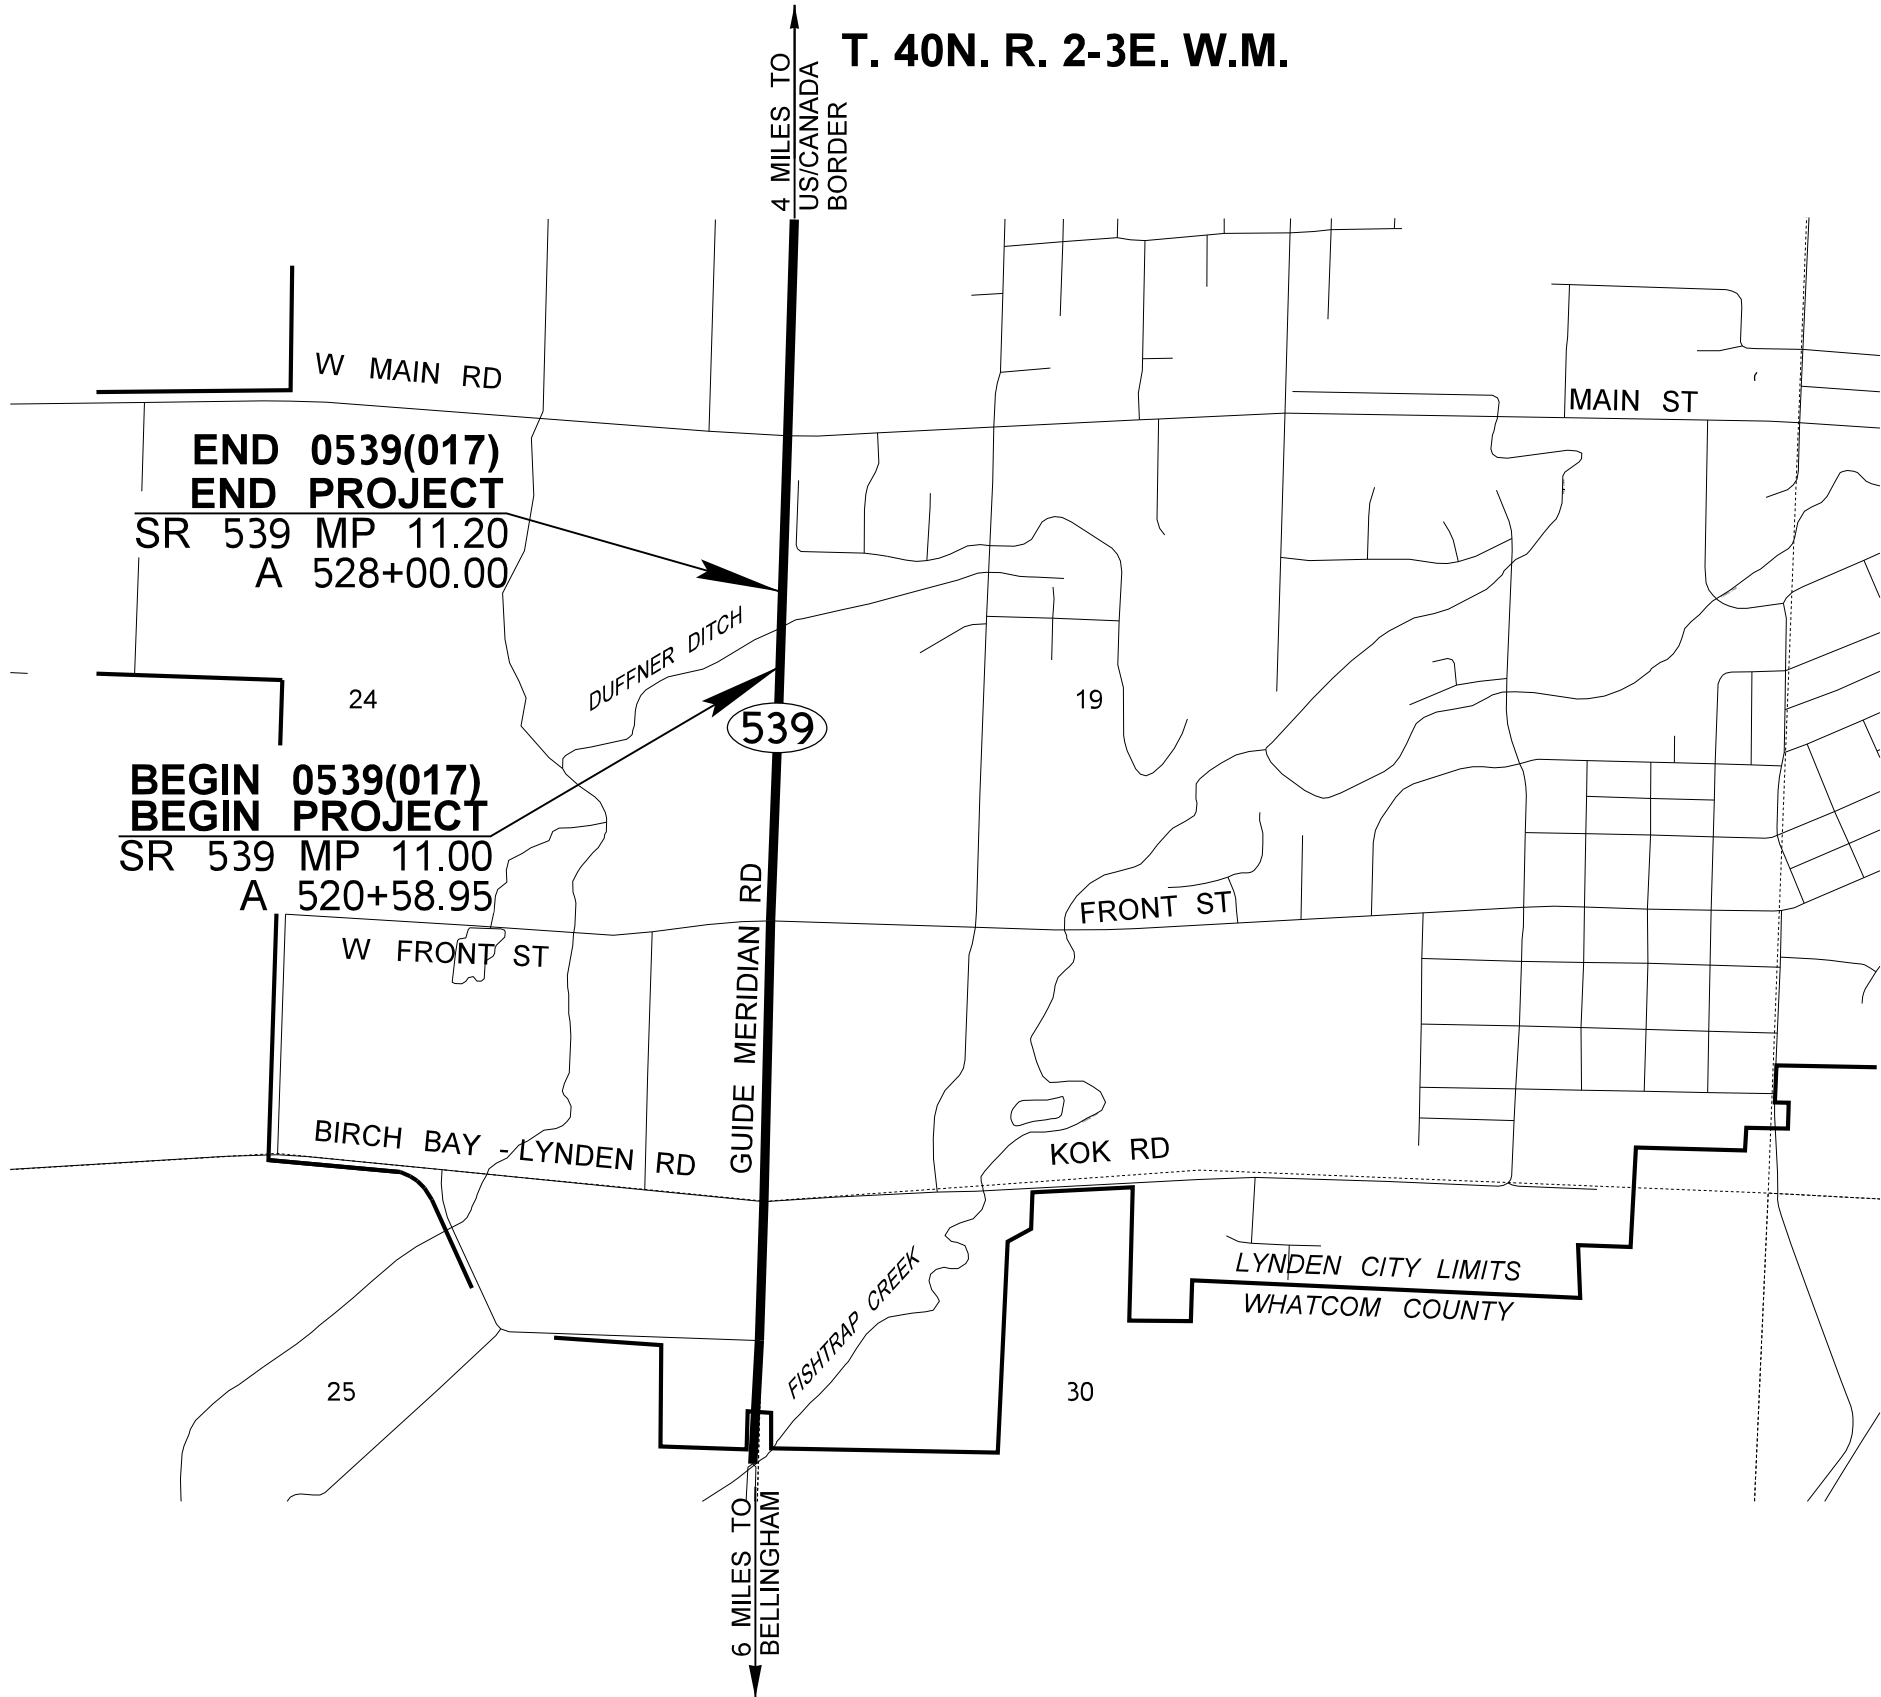 T. 40N. R. 2-3E. W.M.
4 MILES TO
US/CANADA
BORDER
W MAIN RD
MAIN ST
END 0539(017)
END PROJECT
SR 539 MP 11.20
A 528+00.00
DUFFNER DITCH
24
19
539
BEGIN 0539(017)
BEGIN PROJECT
SR 539 MP 11.00
A 520+58.95
FRONT ST
W FRONT ST
GUIDE MERIDIAN RD
BIRCH BAY - LYNDEN RD
KOK RD
LYNDEN CITY LIMITS
WHATCOM COUNTY
FISHTRAP CREEK
25
30
6 MILES TO
BELLINGHAM